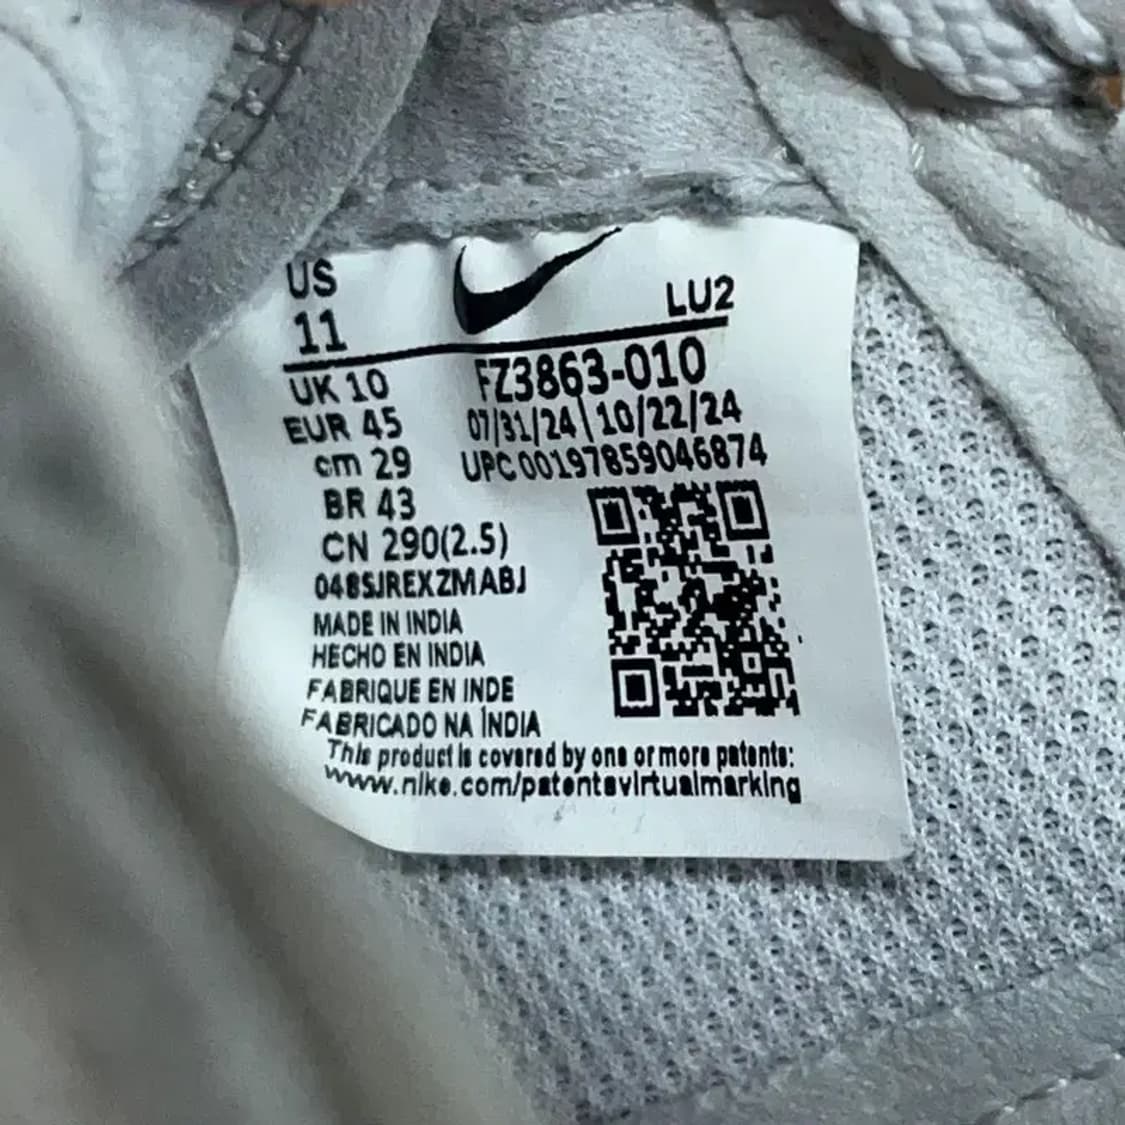 US
11
LU2
UK 10
FZ3863-010
EUR 45
07/31/24|10/22/24
cm 29
UPC 00197859046874
BR 43
CN 290(2.5)
048SJREXZMABJ
MADE IN INDIA
HECHO EN INDIA
FABRIQUE EN INDE
FABRICADO NA ÍNDIA
This product is covered by one or more patents:
www.nike.com/patentsvirtualmarking